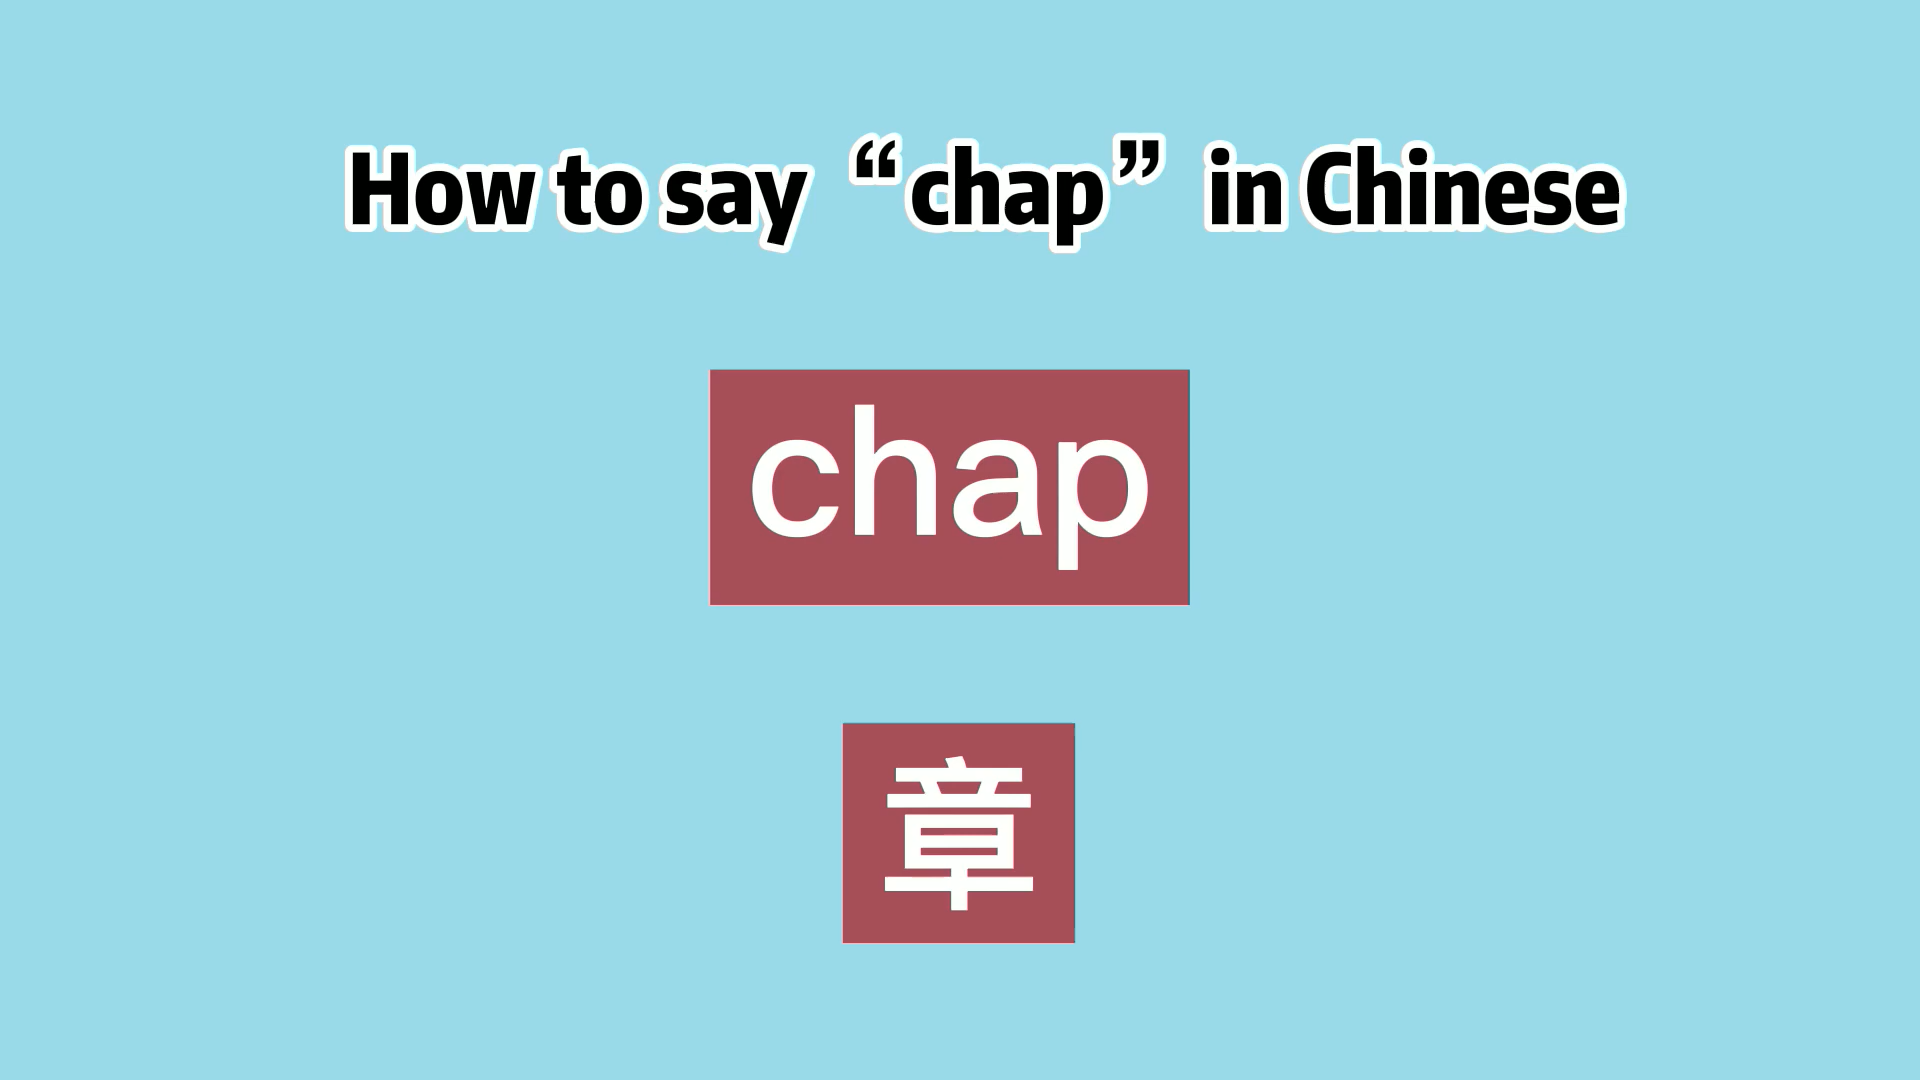 How to say “chap” in Chinese
chap
章